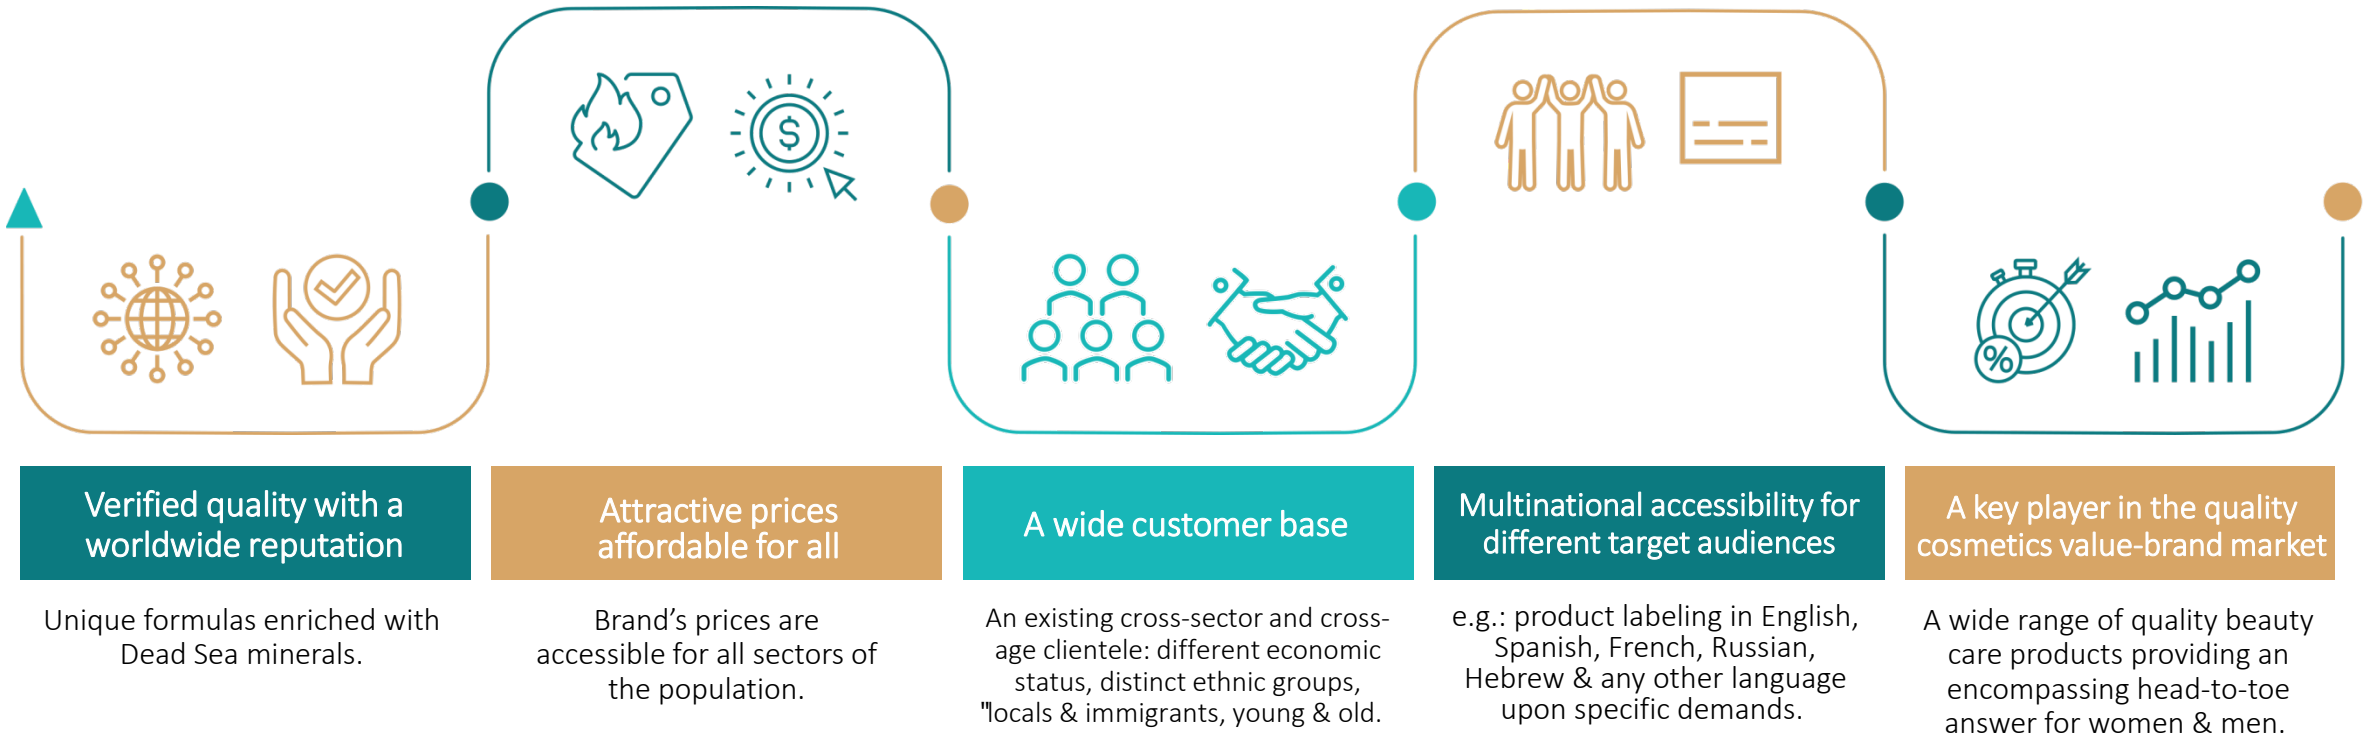 $
%
Verified quality with a
worldwide reputation
Unique formulas enriched with
Dead Sea minerals.
Attractive prices
affordable for all
Brand's prices are
accessible for all sectors of
the population.
A wide customer base
An existing cross-sector and cross-
age clientele: different economic
status, distinct ethnic groups,
"locals & immigrants, young & old.
Multinational accessibility for
different target audiences
e.g.: product labeling in English,
Spanish, French, Russian,
Hebrew & any other language
upon specific demands.
A key player in the quality
cosmetics value-brand market
A wide range of quality beauty
care products providing an
encompassing head-to-toe
answer for women & men.